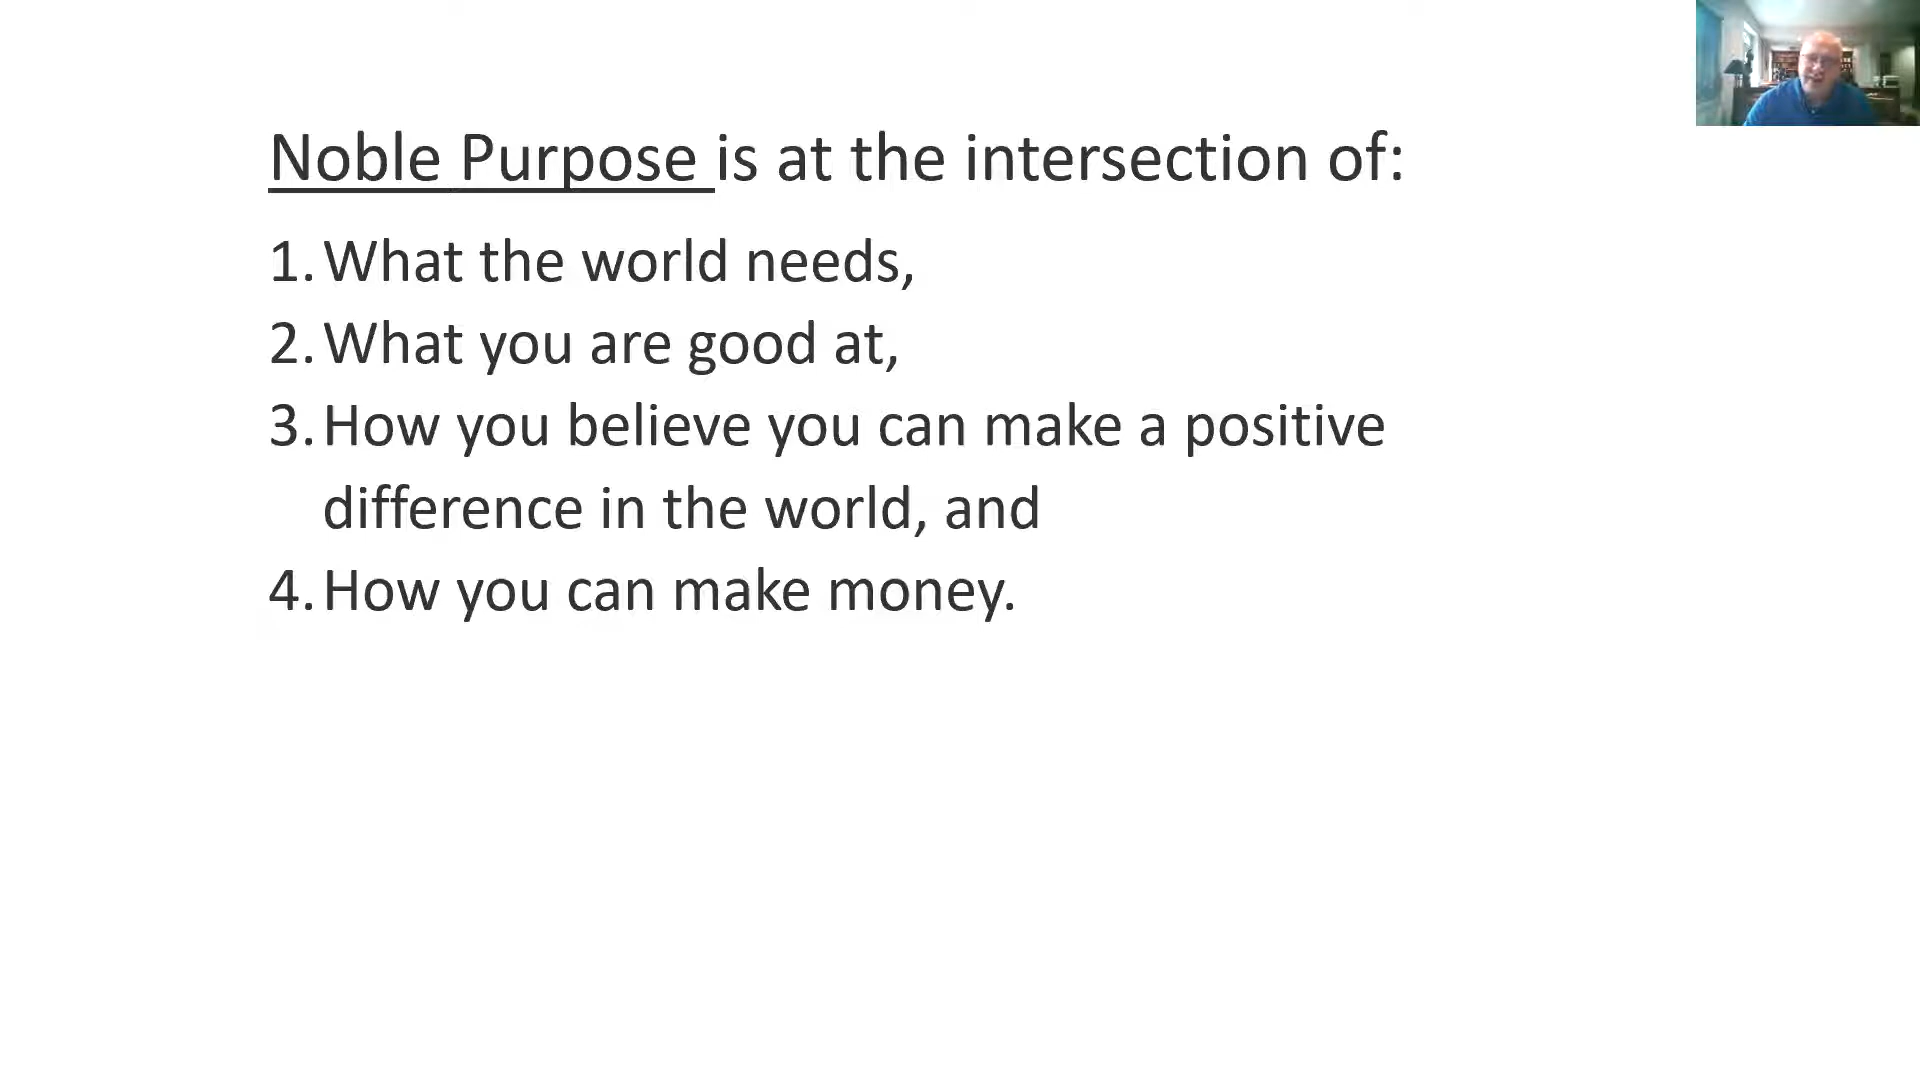 Noble Purpose is at the intersection of:
1. What the world needs,
2. What you are good at,
3. How you believe you can make a positive
difference in the world, and
4. How you can make money.